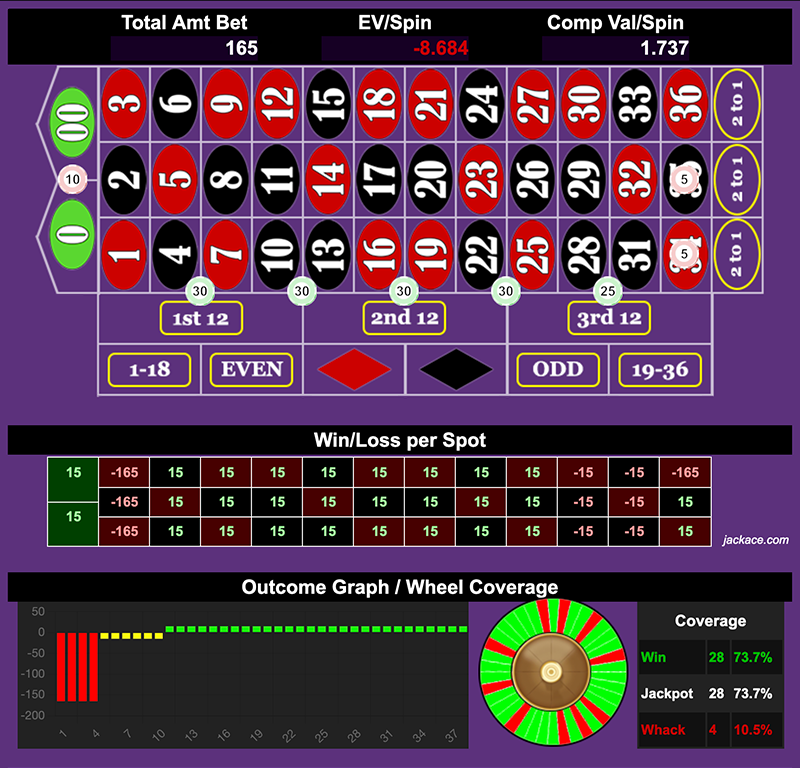 Total Amt Bet EV/Spin Comp Val/Spin
165 -8.684 1.737
00 3 6 9 12 15 18 21 24 27 30 33 36 2 to 1
10 2 5 8 11 14 17 20 23 26 29 32 5 2 to 1
0 1 4 7 10 13 16 19 22 25 28 31 5 2 to 1
30 30 30 30 25
1st 12 2nd 12 3rd 12
1-18 EVEN ODD 19-36
Win/Loss per Spot
15 -165 15 15 15 15 15 15 15 15 -15 -15 -165
-165 15 15 15 15 15 15 15 15 -15 -15 15
15 -165 15 15 15 15 15 15 15 15 -15 -15 15
jackace.com
Outcome Graph / Wheel Coverage
50
0
-50
-100
-150
-200
1 4 7 10 13 16 19 22 25 28 31 34 37
Coverage
Win 28 73.7%
Jackpot 28 73.7%
Whack 4 10.5%